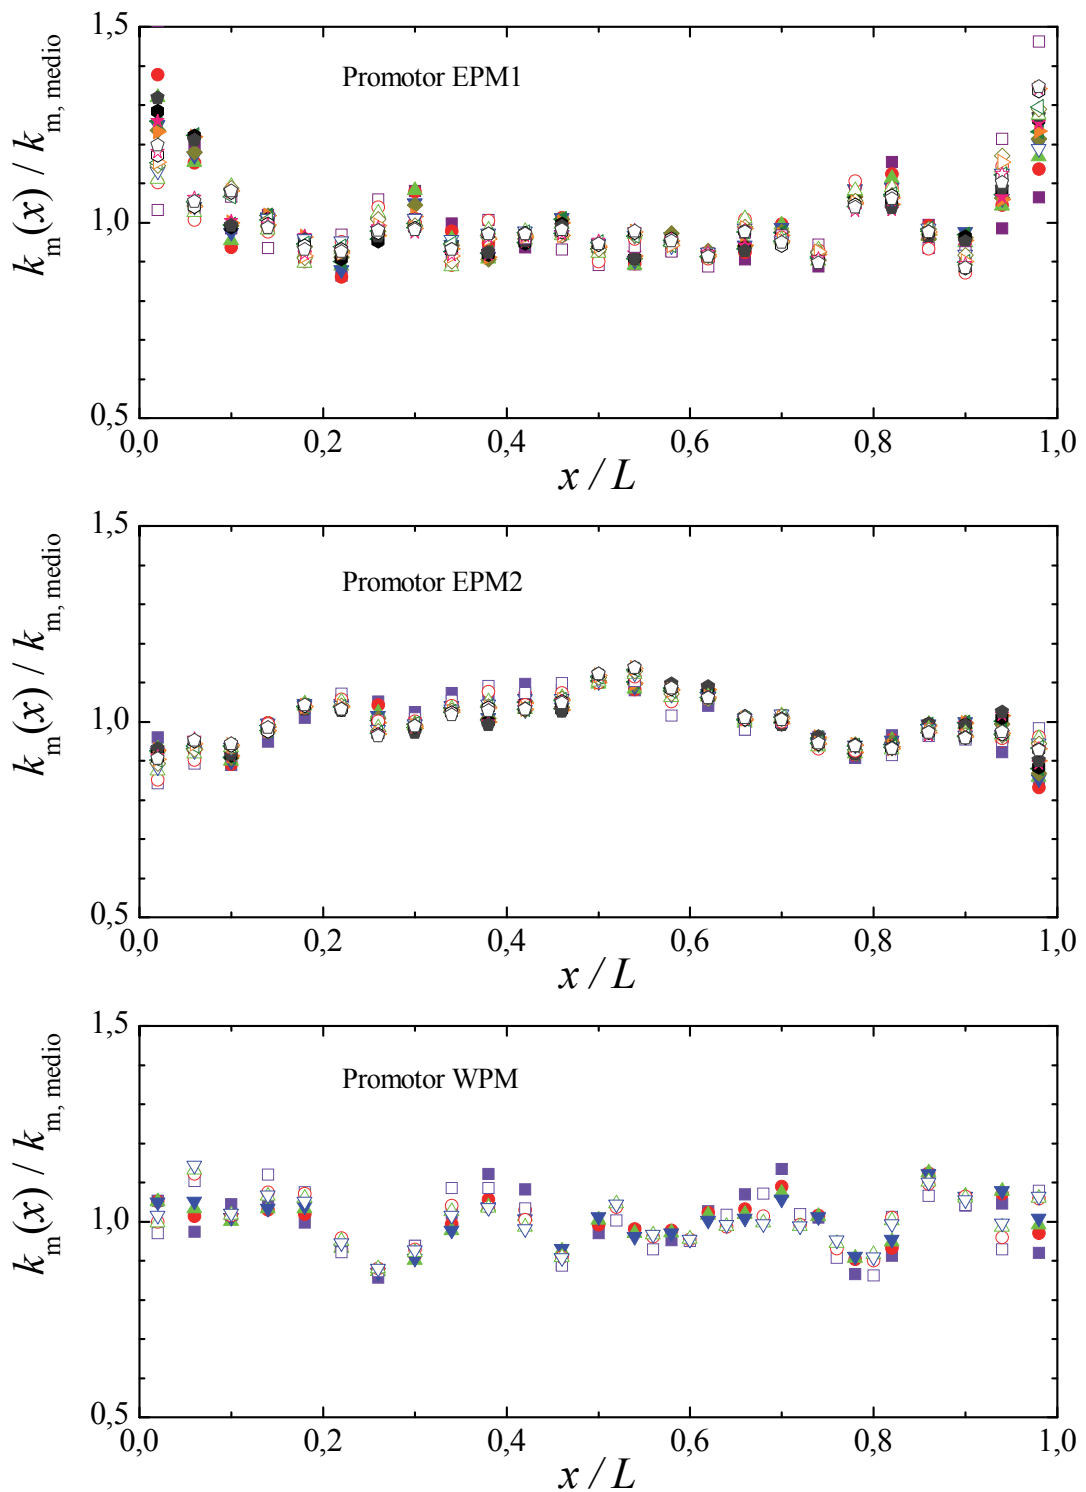 1,5
Promotor EPM1
1,0
0,5
0,0 0,2 0,4 0,6 0,8 1,0
k_m(x) / k_m, medio
x / L
1,5
Promotor EPM2
1,0
0,5
0,0 0,2 0,4 0,6 0,8 1,0
k_m(x) / k_m, medio
x / L
1,5
Promotor WPM
1,0
0,5
0,0 0,2 0,4 0,6 0,8 1,0
k_m(x) / k_m, medio
x / L